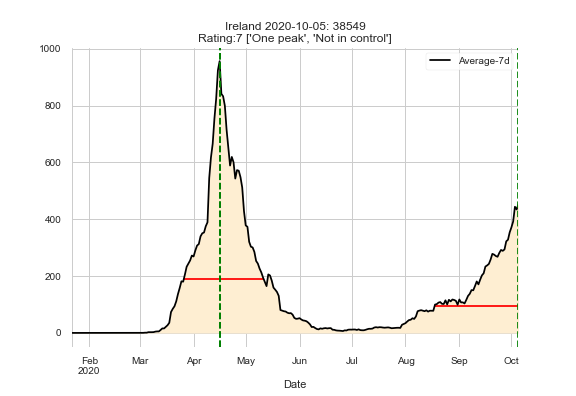 Ireland 2020-10-05: 38549
Rating:7 ['One peak', 'Not in control']
Average-7d
1000
800
600
400
200
0
Feb Mar Apr May Jun Jul Aug Sep Oct
2020
Date